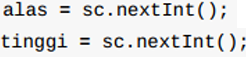 alas = sc.nextInt();
tinggi = sc.nextInt();